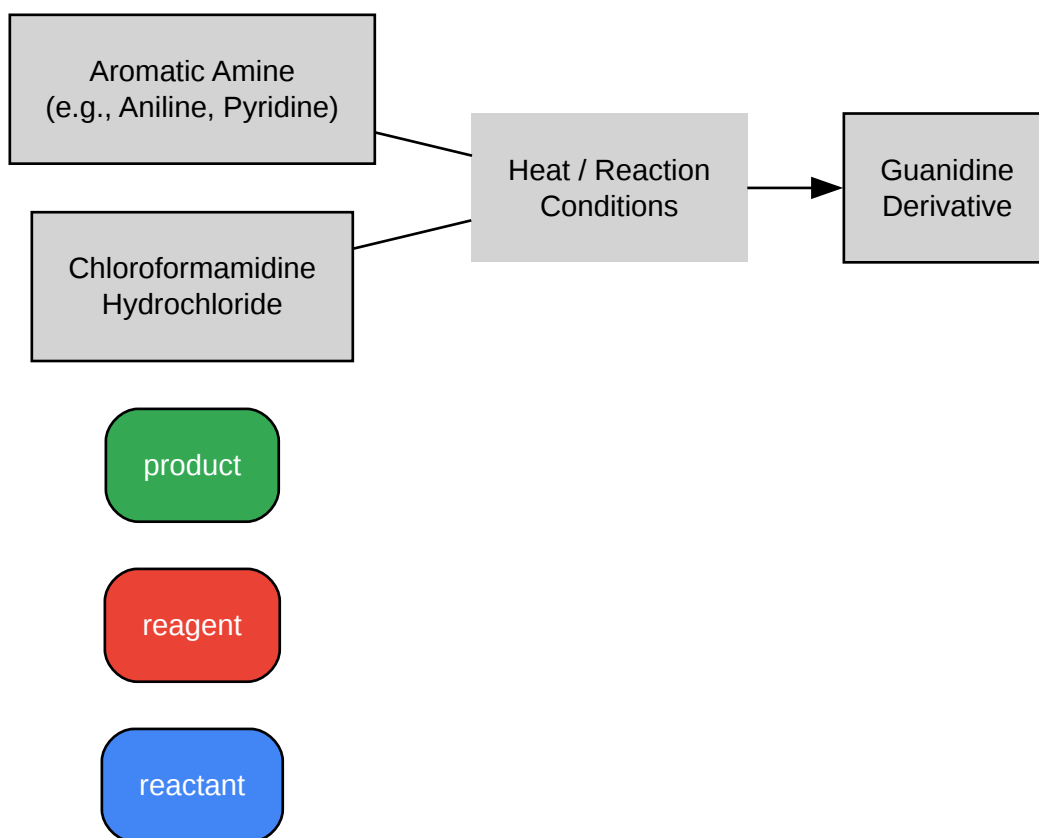 Aromatic Amine
(e.g., Aniline, Pyridine)
Chloroformamidine
Hydrochloride
Heat / Reaction
Conditions
Guanidine
Derivative
product
reagent
reactant